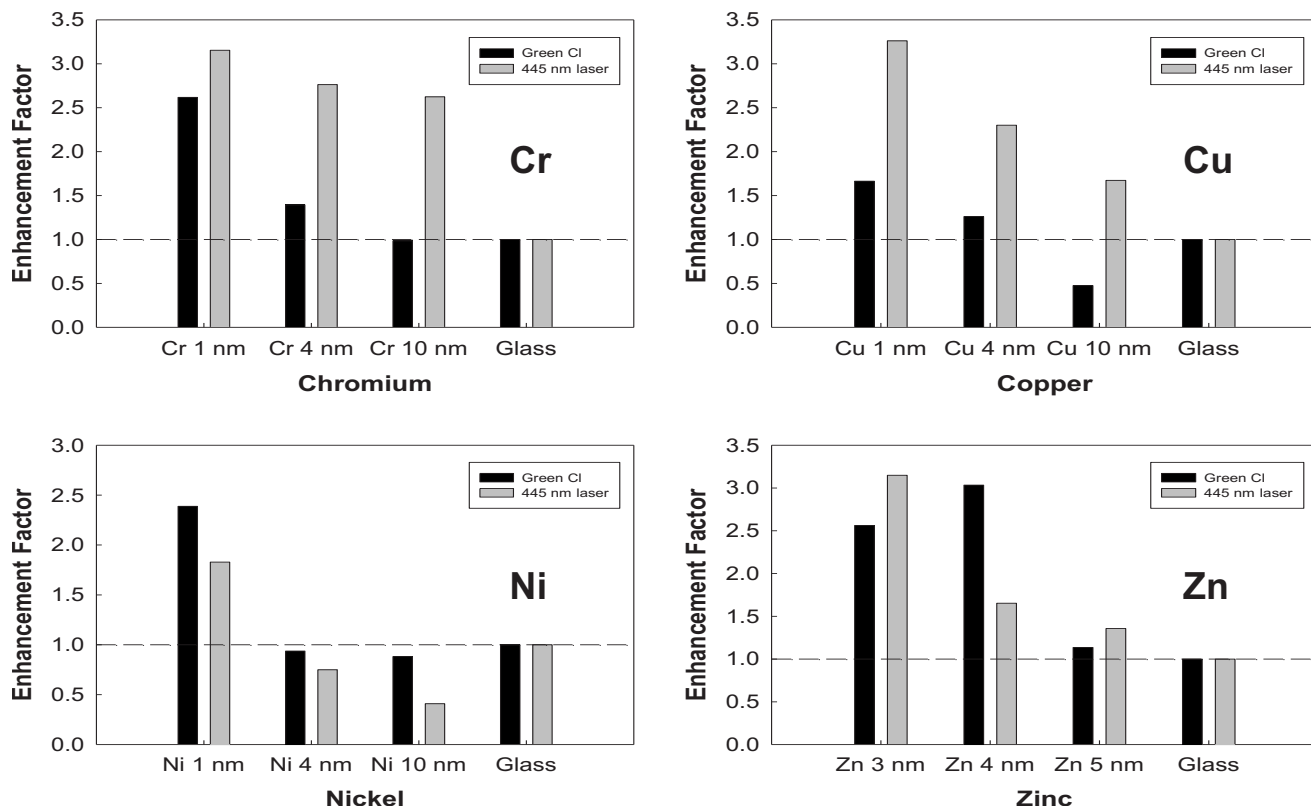 Enhancement Factor
3.5
3.0
2.5
2.0
1.5
1.0
0.5
0.0
Green Cl
445 nm laser
Cr
Cr 1 nm Cr 4 nm Cr 10 nm Glass
Chromium
Enhancement Factor
3.5
3.0
2.5
2.0
1.5
1.0
0.5
0.0
Green Cl
445 nm laser
Cu
Cu 1 nm Cu 4 nm Cu 10 nm Glass
Copper
Enhancement Factor
3.0
2.5
2.0
1.5
1.0
0.5
0.0
Green Cl
445 nm laser
Ni
Ni 1 nm Ni 4 nm Ni 10 nm Glass
Nickel
Enhancement Factor
3.5
3.0
2.5
2.0
1.5
1.0
0.5
0.0
Green Cl
445 nm laser
Zn
Zn 3 nm Zn 4 nm Zn 5 nm Glass
Zinc